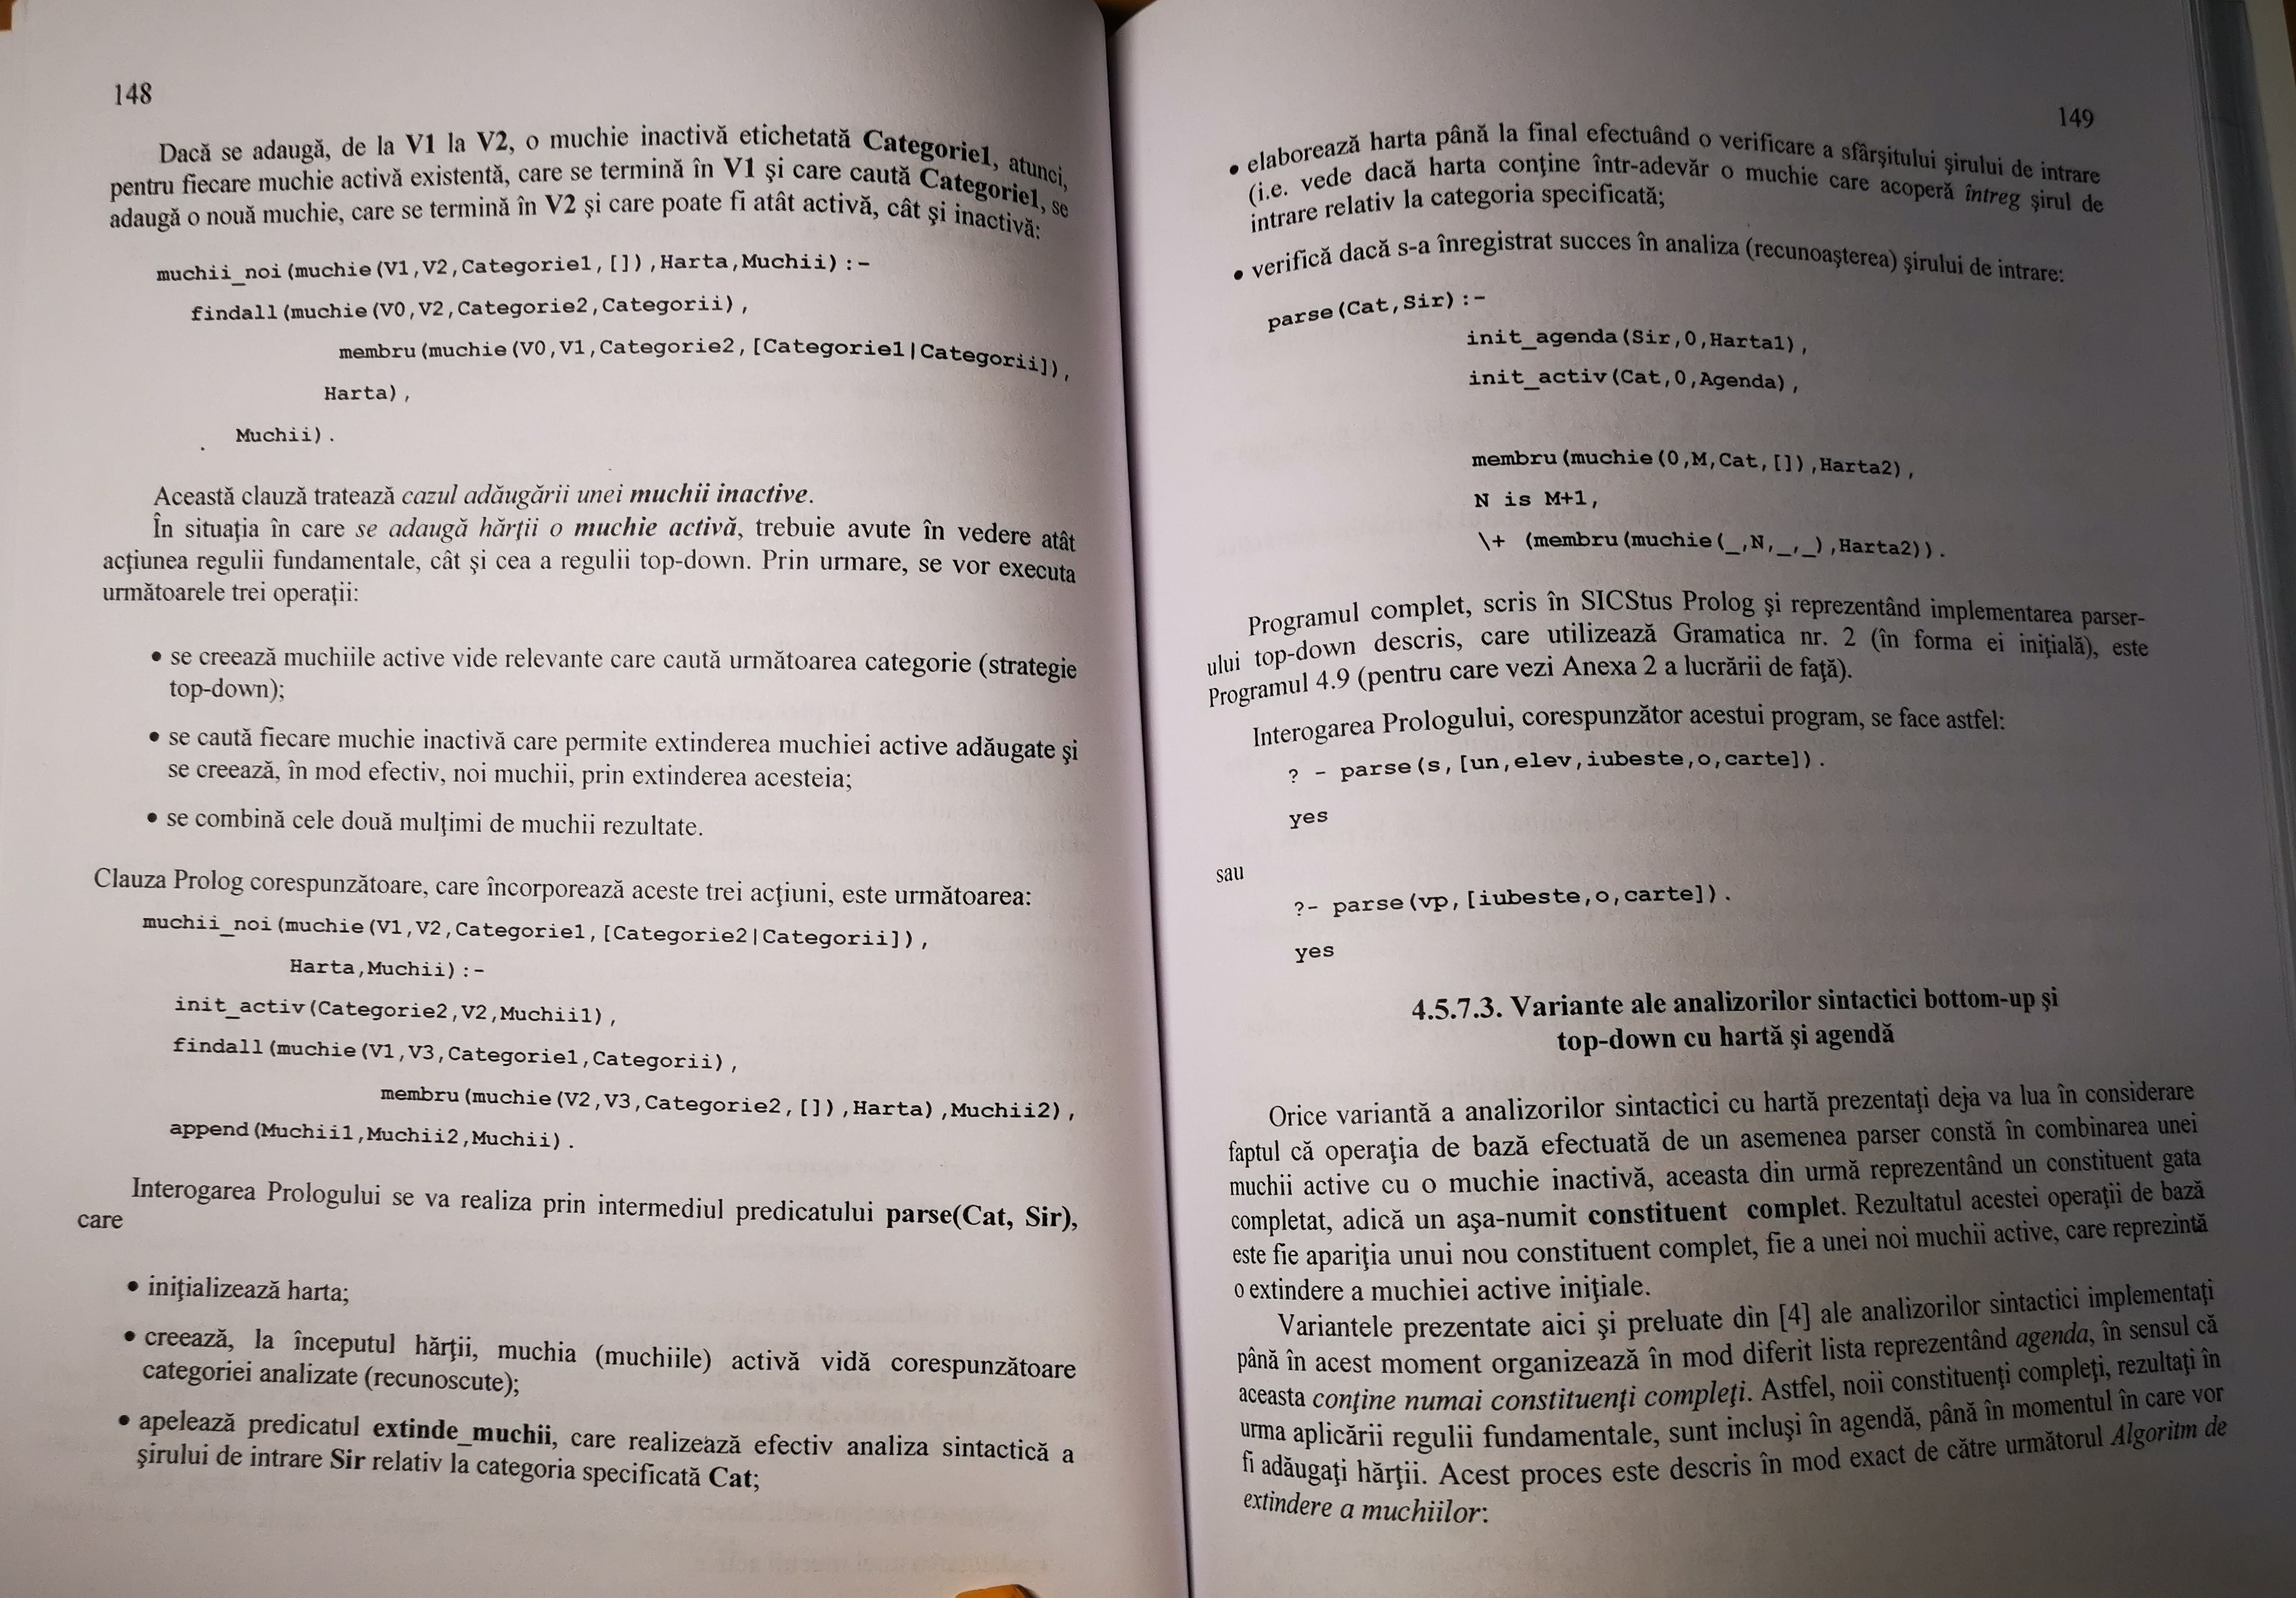 148
Dacă se adaugă, de la V1 la V2, o muchie inactivă etichetată Categorie1, atunci,
pentru fiecare muchie activă existentă, care se termină în V1 şi care caută Categorie1, se
adaugă o nouă muchie, care se termină în V2 şi care poate fi atât activă, cât şi inactivă:
muchii_noi(muchie(V1,V2,Categorie1,[]),Harta,Muchii):-
findall(muchie(V0,V2,Categorie2,Categorii),
membru(muchie(V0,V1,Categorie2,[Categorie1|Categorii]),
Harta),
Muchii).
Această clauză tratează cazul adăugării unei muchii inactive.
În situaţia în care se adaugă hărţii o muchie activă, trebuie avute în vedere atât
acţiunea regulii fundamentale, cât şi cea a regulii top-down. Prin urmare, se vor executa
următoarele trei operaţii:
• se creează muchiile active vide relevante care caută următoarea categorie (strategie
top-down);
• se caută fiecare muchie inactivă care permite extinderea muchiei active adăugate şi
se creează, în mod efectiv, noi muchii, prin extinderea acesteia;
• se combină cele două mulţimi de muchii rezultate.
Clauza Prolog corespunzătoare, care încorporează aceste trei acţiuni, este următoarea:
muchii_noi(muchie(V1,V2,Categorie1,[Categorie2|Categorii]),
Harta,Muchii):-
init_activ(Categorie2,V2,Muchii1),
findall(muchie(V1,V3,Categorie1,Categorii),
membru(muchie(V2,V3,Categorie2,[]),Harta),Muchii2),
append(Muchii1,Muchii2,Muchii).
Interogarea Prologului se va realiza prin intermediul predicatului parse(Cat, Sir),
care
• iniţializează harta;
• creează, la începutul hărţii, muchia (muchiile) activă vidă corespunzătoare
categoriei analizate (recunoscute);
• apelează predicatul extinde_muchii, care realizează efectiv analiza sintactică a
şirului de intrare Sir relativ la categoria specificată Cat;
149
• elaborează harta până la final efectuând o verificare a sfârşitului şirului de intrare
(i.e. vede dacă harta conţine într-adevăr o muchie care acoperă întreg şirul de
intrare relativ la categoria specificată;
• verifică dacă s-a înregistrat succes în analiza (recunoaşterea) şirului de intrare:
parse(Cat,Sir):-
init_agenda(Sir,0,Harta1),
init_activ(Cat,0,Agenda),
membru(muchie(0,M,Cat,[]),Harta2),
N is M+1,
\+ (membru(muchie(_,N,_,_),Harta2)).
Programul complet, scris în SICStus Prolog şi reprezentând implementarea parser-
ului top-down descris, care utilizează Gramatica nr. 2 (în forma ei iniţială), este
Programul 4.9 (pentru care vezi Anexa 2 a lucrării de faţă).
Interogarea Prologului, corespunzător acestui program, se face astfel:
? - parse(s,[un,elev,iubeste,o,carte]).
yes
sau
?- parse(vp,[iubeste,o,carte]).
yes
4.5.7.3. Variante ale analizorilor sintactici bottom-up şi
top-down cu hartă şi agendă
Orice variantă a analizorilor sintactici cu hartă prezentaţi deja va lua în considerare
faptul că operaţia de bază efectuată de un asemenea parser constă în combinarea unei
muchii active cu o muchie inactivă, aceasta din urmă reprezentând un constituent gata
completat, adică un aşa-numit constituent complet. Rezultatul acestei operaţii de bază
este fie apariţia unui nou constituent complet, fie a unei noi muchii active, care reprezintă
o extindere a muchiei active iniţiale.
Variantele prezentate aici şi preluate din [4] ale analizorilor sintactici implementaţi
până în acest moment organizează în mod diferit lista reprezentând agenda, în sensul că
aceasta conţine numai constituenţi compleţi. Astfel, noii constituenţi compleţi, rezultaţi în
urma aplicării regulii fundamentale, sunt incluşi în agendă, până în momentul în care vor
fi adăugaţi hărţii. Acest proces este descris în mod exact de către următorul Algoritm de
extindere a muchiilor: